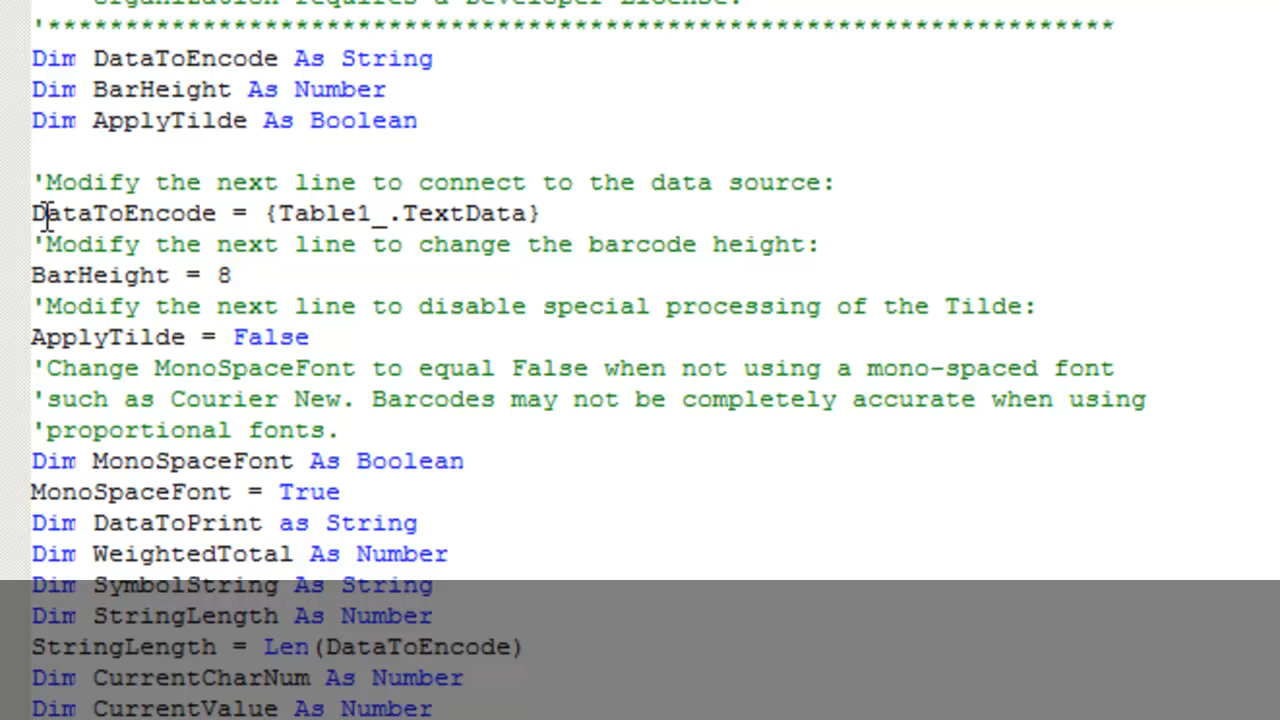 organization requires a Developer License.
'*********************************************************************
Dim DataToEncode As String
Dim BarHeight As Number
Dim ApplyTilde As Boolean
'Modify the next line to connect to the data source:
DataToEncode = {Table1_.TextData}
'Modify the next line to change the barcode height:
BarHeight = 8
'Modify the next line to disable special processing of the Tilde:
ApplyTilde = False
'Change MonoSpaceFont to equal False when not using a mono-spaced font
'such as Courier New. Barcodes may not be completely accurate when using
'proportional fonts.
Dim MonoSpaceFont As Boolean
MonoSpaceFont = True
Dim DataToPrint as String
Dim WeightedTotal As Number
Dim SymbolString As String
Dim StringLength As Number
StringLength = Len(DataToEncode)
Dim CurrentCharNum As Number
Dim CurrentValue As Number